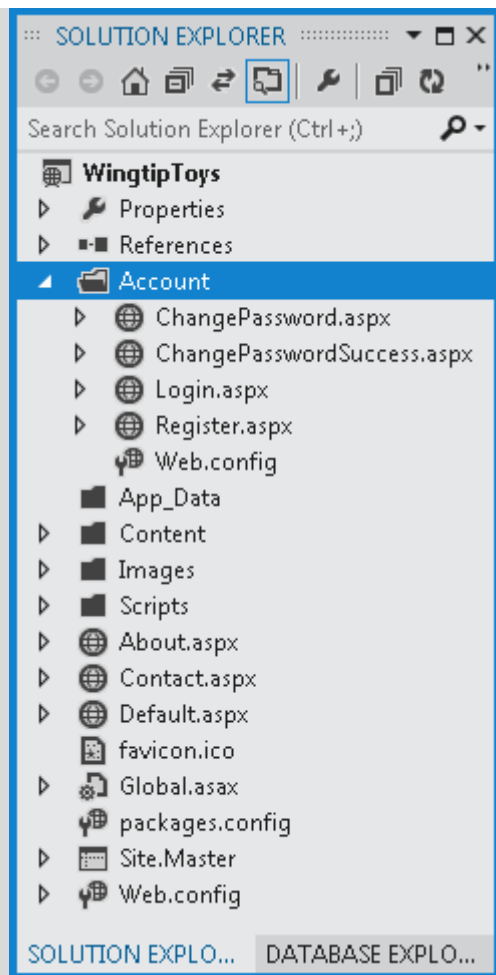 SOLUTION EXPLORER
Search Solution Explorer (Ctrl+;)
WingtipToys
Properties
References
Account
ChangePassword.aspx
ChangePasswordSuccess.aspx
Login.aspx
Register.aspx
Web.config
App_Data
Content
Images
Scripts
About.aspx
Contact.aspx
Default.aspx
favicon.ico
Global.asax
packages.config
Site.Master
Web.config
SOLUTION EXPLO... DATABASE EXPLO...